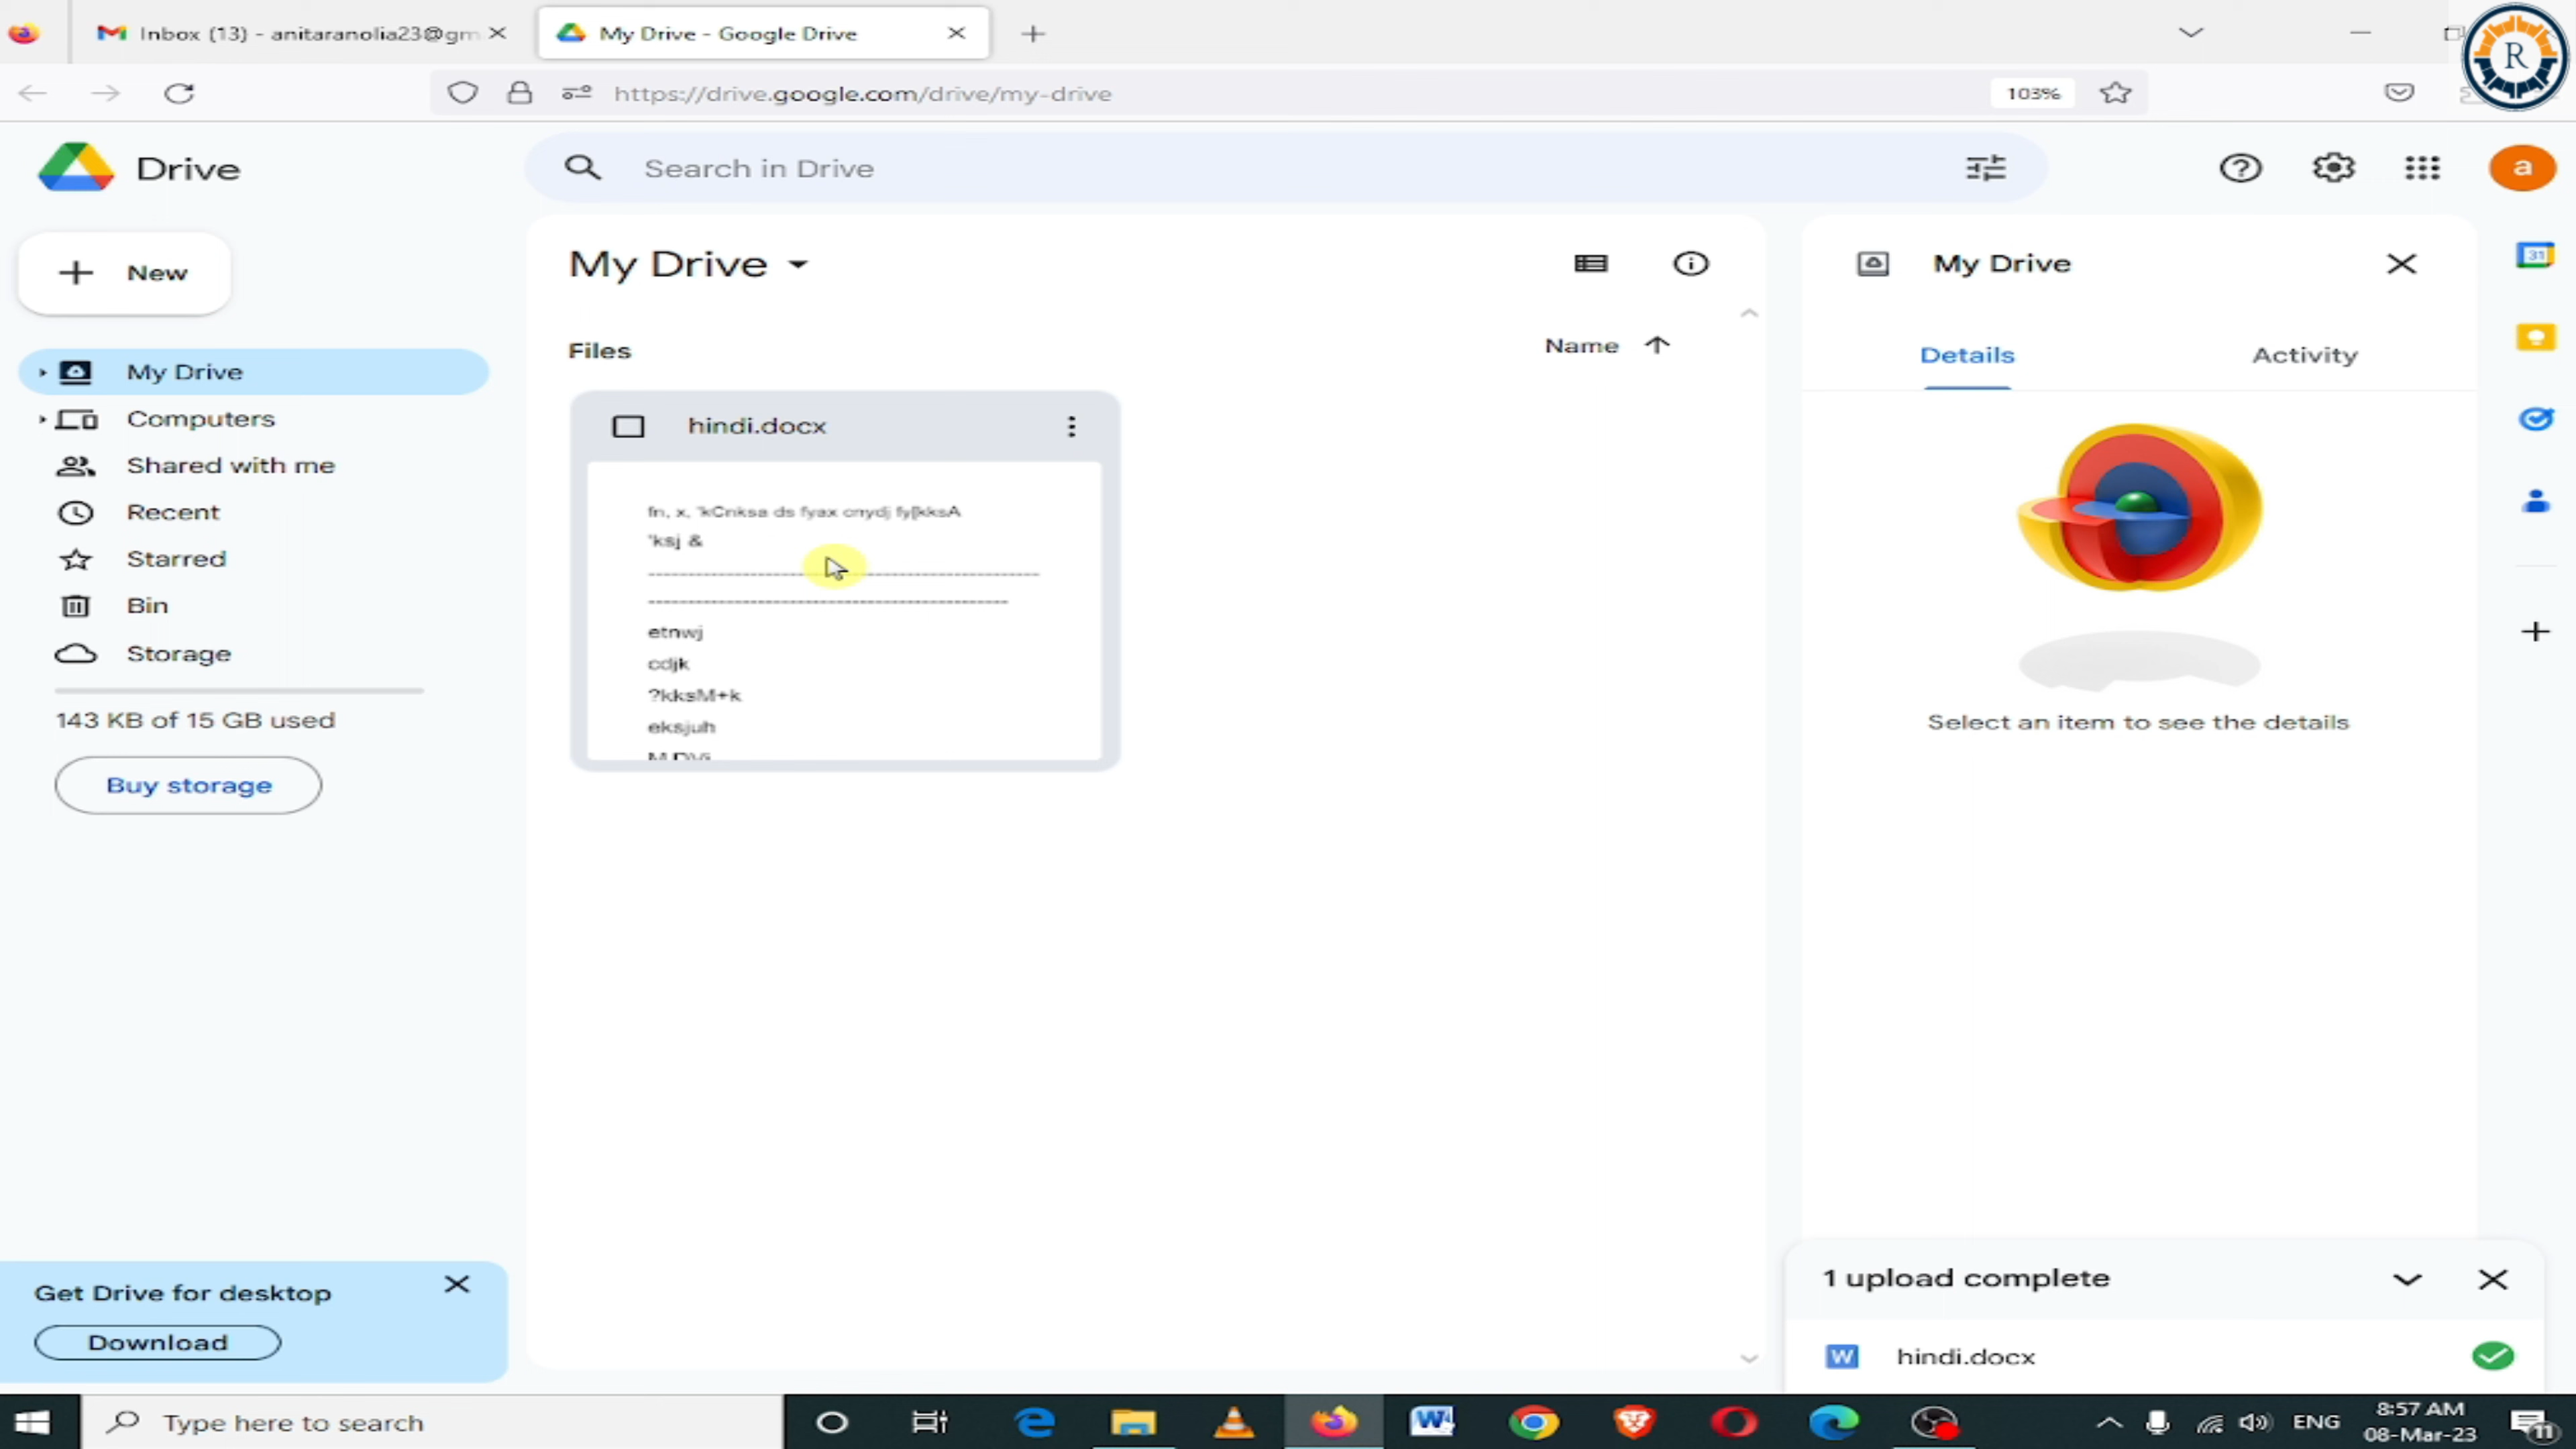 Inbox (13) - anitaranolia23@gm
My Drive - Google Drive
https://drive.google.com/drive/my-drive
103%
R
Drive
Search in Drive
a
New
My Drive
My Drive
31
Files
Name
Details
Activity
My Drive
Computers
Shared with me
Recent
Starred
Bin
Storage
143 KB of 15 GB used
Buy storage
hindi.docx
fn, x, 'kCnksa ds fyax cnydj fy[kksA
'ksj &
---------------------------------------------------------------
----------------------------------------------------------
etnwj
cdjk
?kksM+k
eksjuh
Select an item to see the details
Get Drive for desktop
Download
1 upload complete
W hindi.docx
Type here to search
W
ENG
8:57 AM
08-Mar-23
11